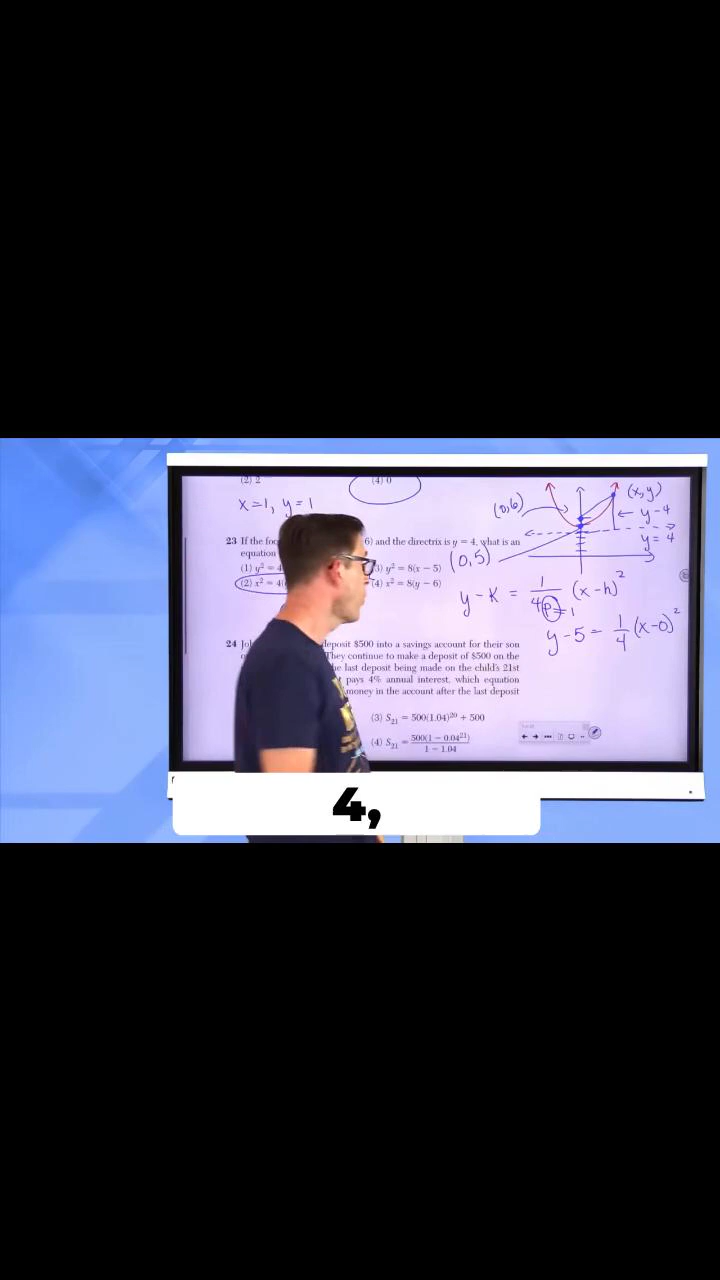 (2) 2
(4) 0
x=1, y=1
(0,6)
(x,y)
← y-4
y=4
23 If the foc 6) and the directrix is y = 4, what is an
equation
(1) y² = 4
(3) y² = 8(x − 5)
(2) x² = 4(
(4) x² = 8(y − 6)
(0,5)
y-k = 1/4p (x-h)²
p=1
y-5 = 1/4 (x-0)²
24 Jo deposit $500 into a savings account for their son
They continue to make a deposit of $500 on the
he last deposit being made on the child's 21st
pays 4% annual interest, which equation
money in the account after the last deposit
(3) S₂₁ = 500(1.04)²⁰ + 500
(4) S₂₁ = 500(1 − 0.04²¹)/1 − 1.04
4,